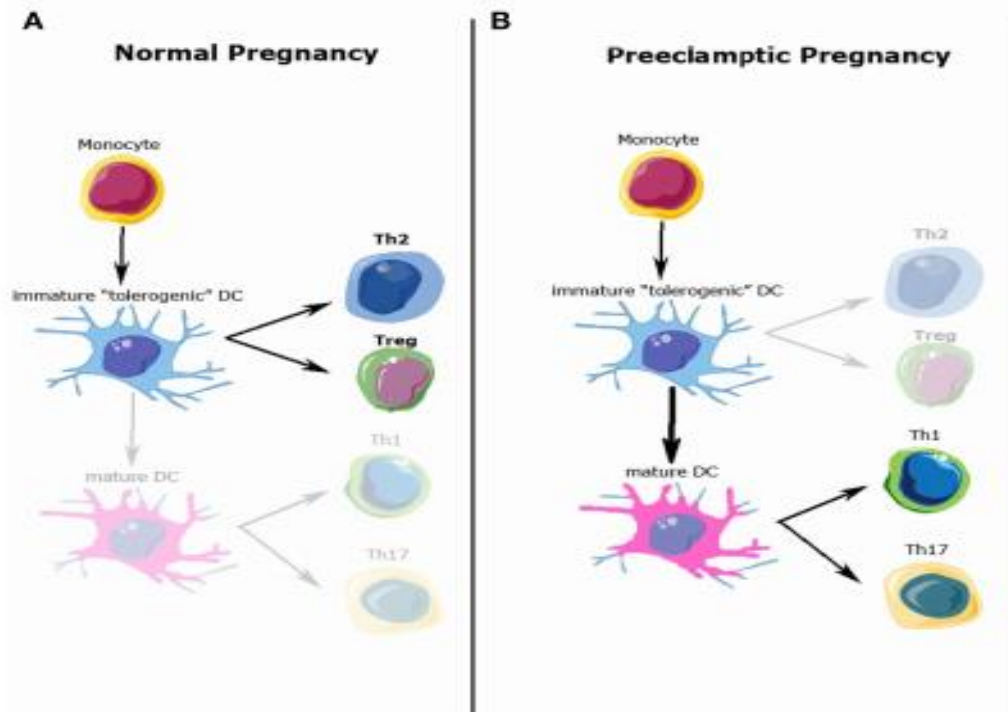 A
Normal Pregnancy
Monocyte
Th2
immature "tolerogenic" DC
Treg
Th1
mature DC
Th17
B
Preeclamptic Pregnancy
Monocyte
Th2
immature "tolerogenic" DC
Treg
Th1
mature DC
Th17